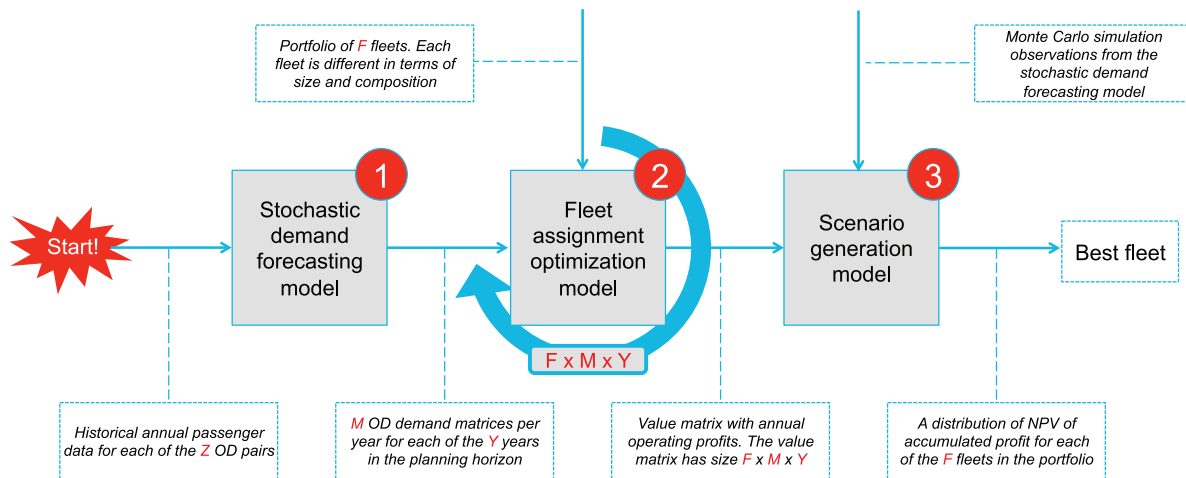 Portfolio of F fleets. Each
fleet is different in terms of
size and composition
Monte Carlo simulation
observations from the
stochastic demand
forecasting model
1
2
3
Start!
Stochastic
demand
forecasting
model
Fleet
assignment
optimization
model
Scenario
generation
model
Best fleet
F x M x Y
Historical annual passenger
data for each of the Z OD pairs
M OD demand matrices per
year for each of the Y years
in the planning horizon
Value matrix with annual
operating profits. The value
matrix has size F x M x Y
A distribution of NPV of
accumulated profit for each
of the F fleets in the portfolio